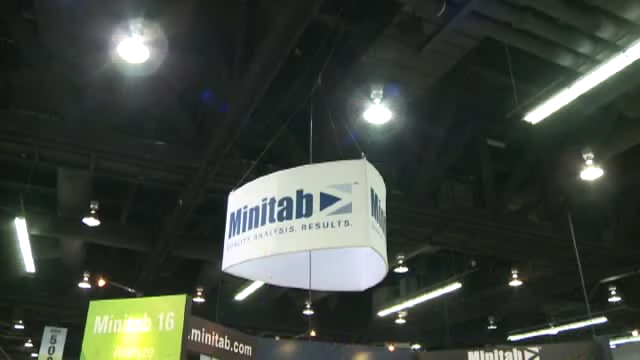 Minitab
QUALITY. ANALYSIS. RESULTS.
Minitab 16
.minitab.com
Minitab